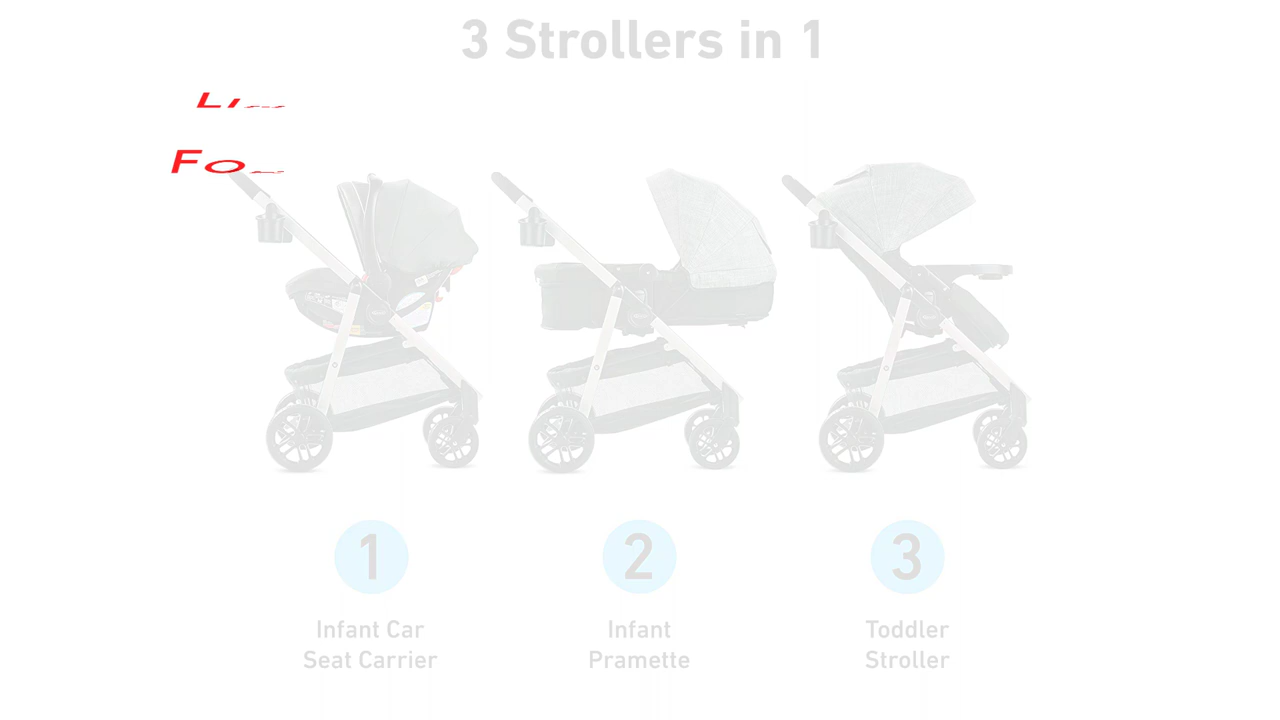 3 Strollers in 1
1
2
3
Infant Car
Seat Carrier
Infant
Pramette
Toddler
Stroller